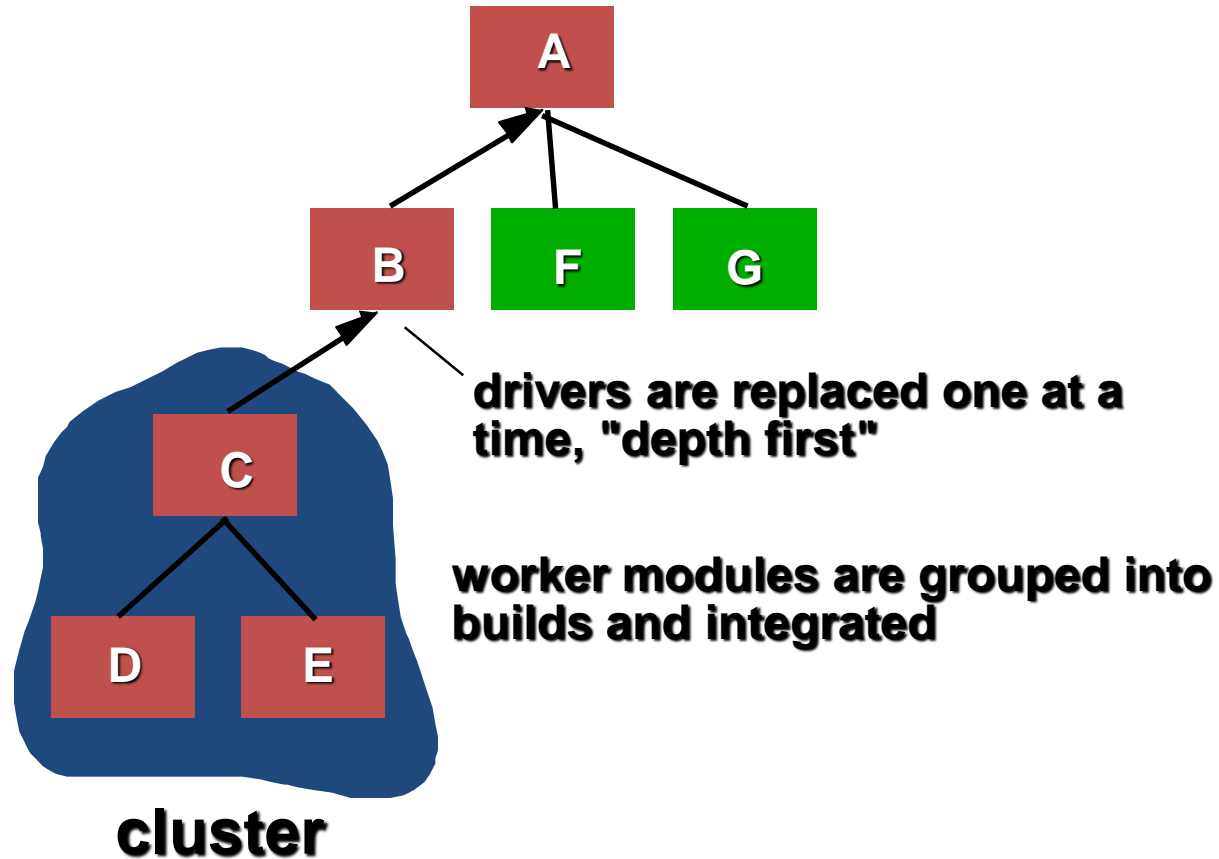 A
B
F
G
drivers are replaced one at a
time, "depth first"
C
worker modules are grouped into
builds and integrated
D
E
cluster